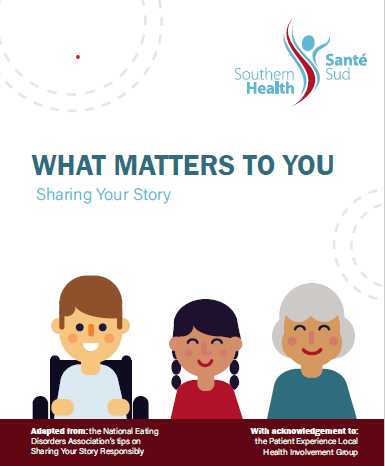 Southern Santé
Health Sud
WHAT MATTERS TO YOU
Sharing Your Story
Adapted from: the National Eating
Disorders Association's tips on
Sharing Your Story Responsibly
With acknowledgement to:
the Patient Experience Local
Health Involvement Group